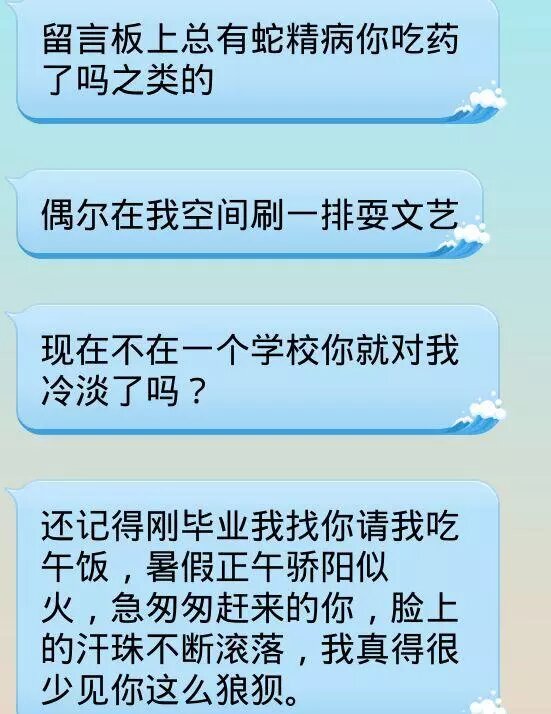 留言板上总有蛇精病你吃药
了吗之类的
偶尔在我空间刷一排耍文艺
现在不在一个学校你就对我
冷淡了吗？
还记得刚毕业我找你请我吃
午饭，暑假正午骄阳似
火，急匆匆赶来的你，脸上
的汗珠不断滚落，我真得很
少见你这么狼狈。